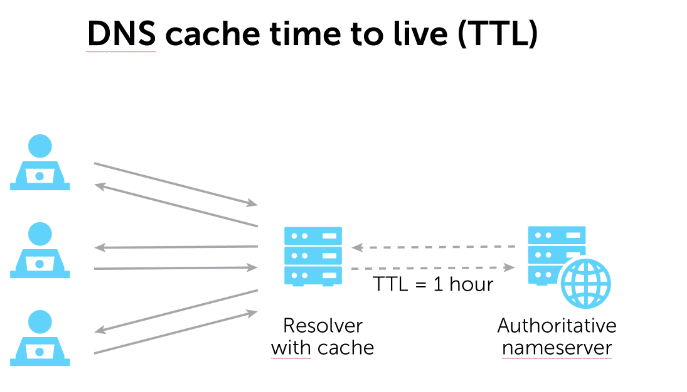 DNS cache time to live (TTL)
TTL = 1 hour
Resolver
with cache
Authoritative
nameserver